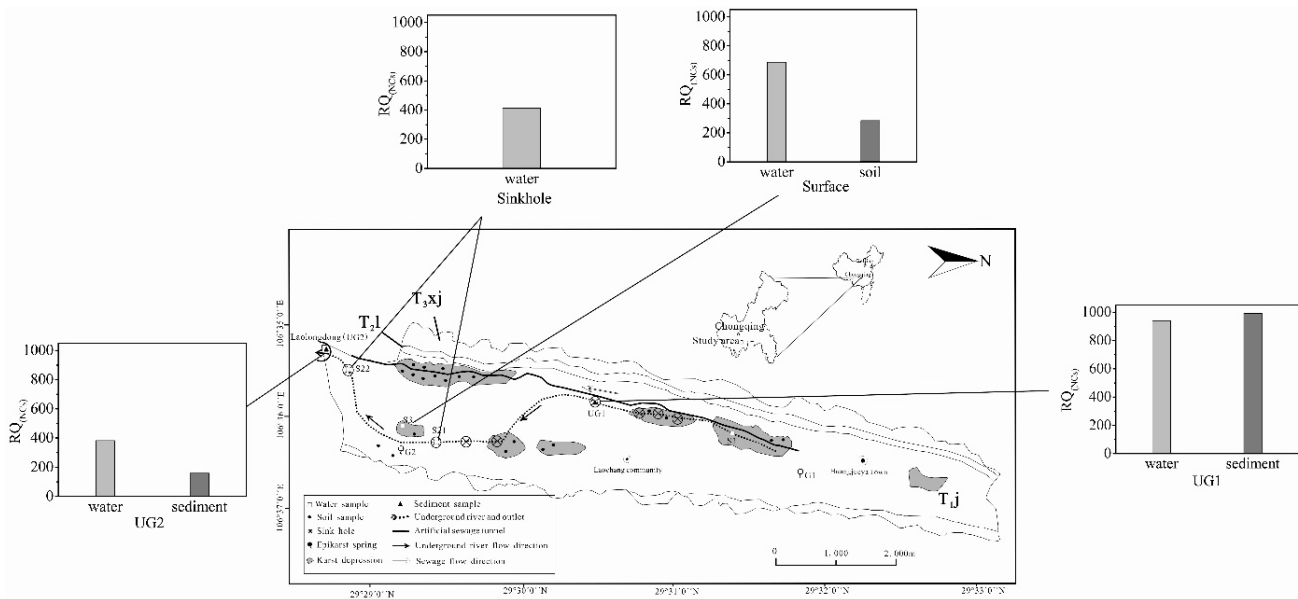 1000
800
600
400
200
0
RQ(NCs)
water
Sinkhole
1000
800
600
400
200
0
RQ(NCs)
water soil
Surface
1000
800
600
400
200
0
RQ(NCs)
water sediment
UG2
1000
800
600
400
200
0
RQ(NCs)
water sediment
UG1
N
T₃xj
T₂l
Chongqing
Study area
Laolongdong (UG2)
S22
UG1
S3
S21
G2
Laochang community
G1
Huangjueya town
T₁j
106°35′0″E
106°37′0″E
Water sample
Soil sample
Sink hole
Epikarst spring
Karst depression
Sediment sample
Underground river and outlet
Artificial sewage tunnel
Underground river flow direction
Sewage flow direction
0 1,000 2,000m
29°29′0″N 29°30′0″N 29°31′0″N 29°32′0″N 29°33′0″N